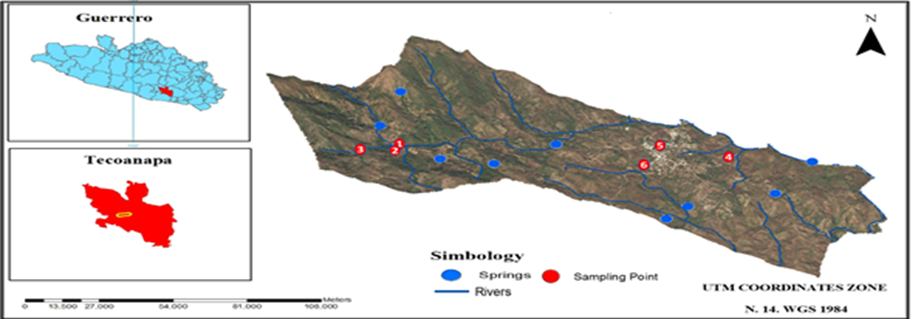 Guerrero
Tecoanapa
0 13,500 27,000 54,000 81,000 108,000 Meters
N
1
2
3
4
5
6
Simbology
Springs Sampling Point
Rivers
UTM COORDINATES ZONE
N. 14. WGS 1984